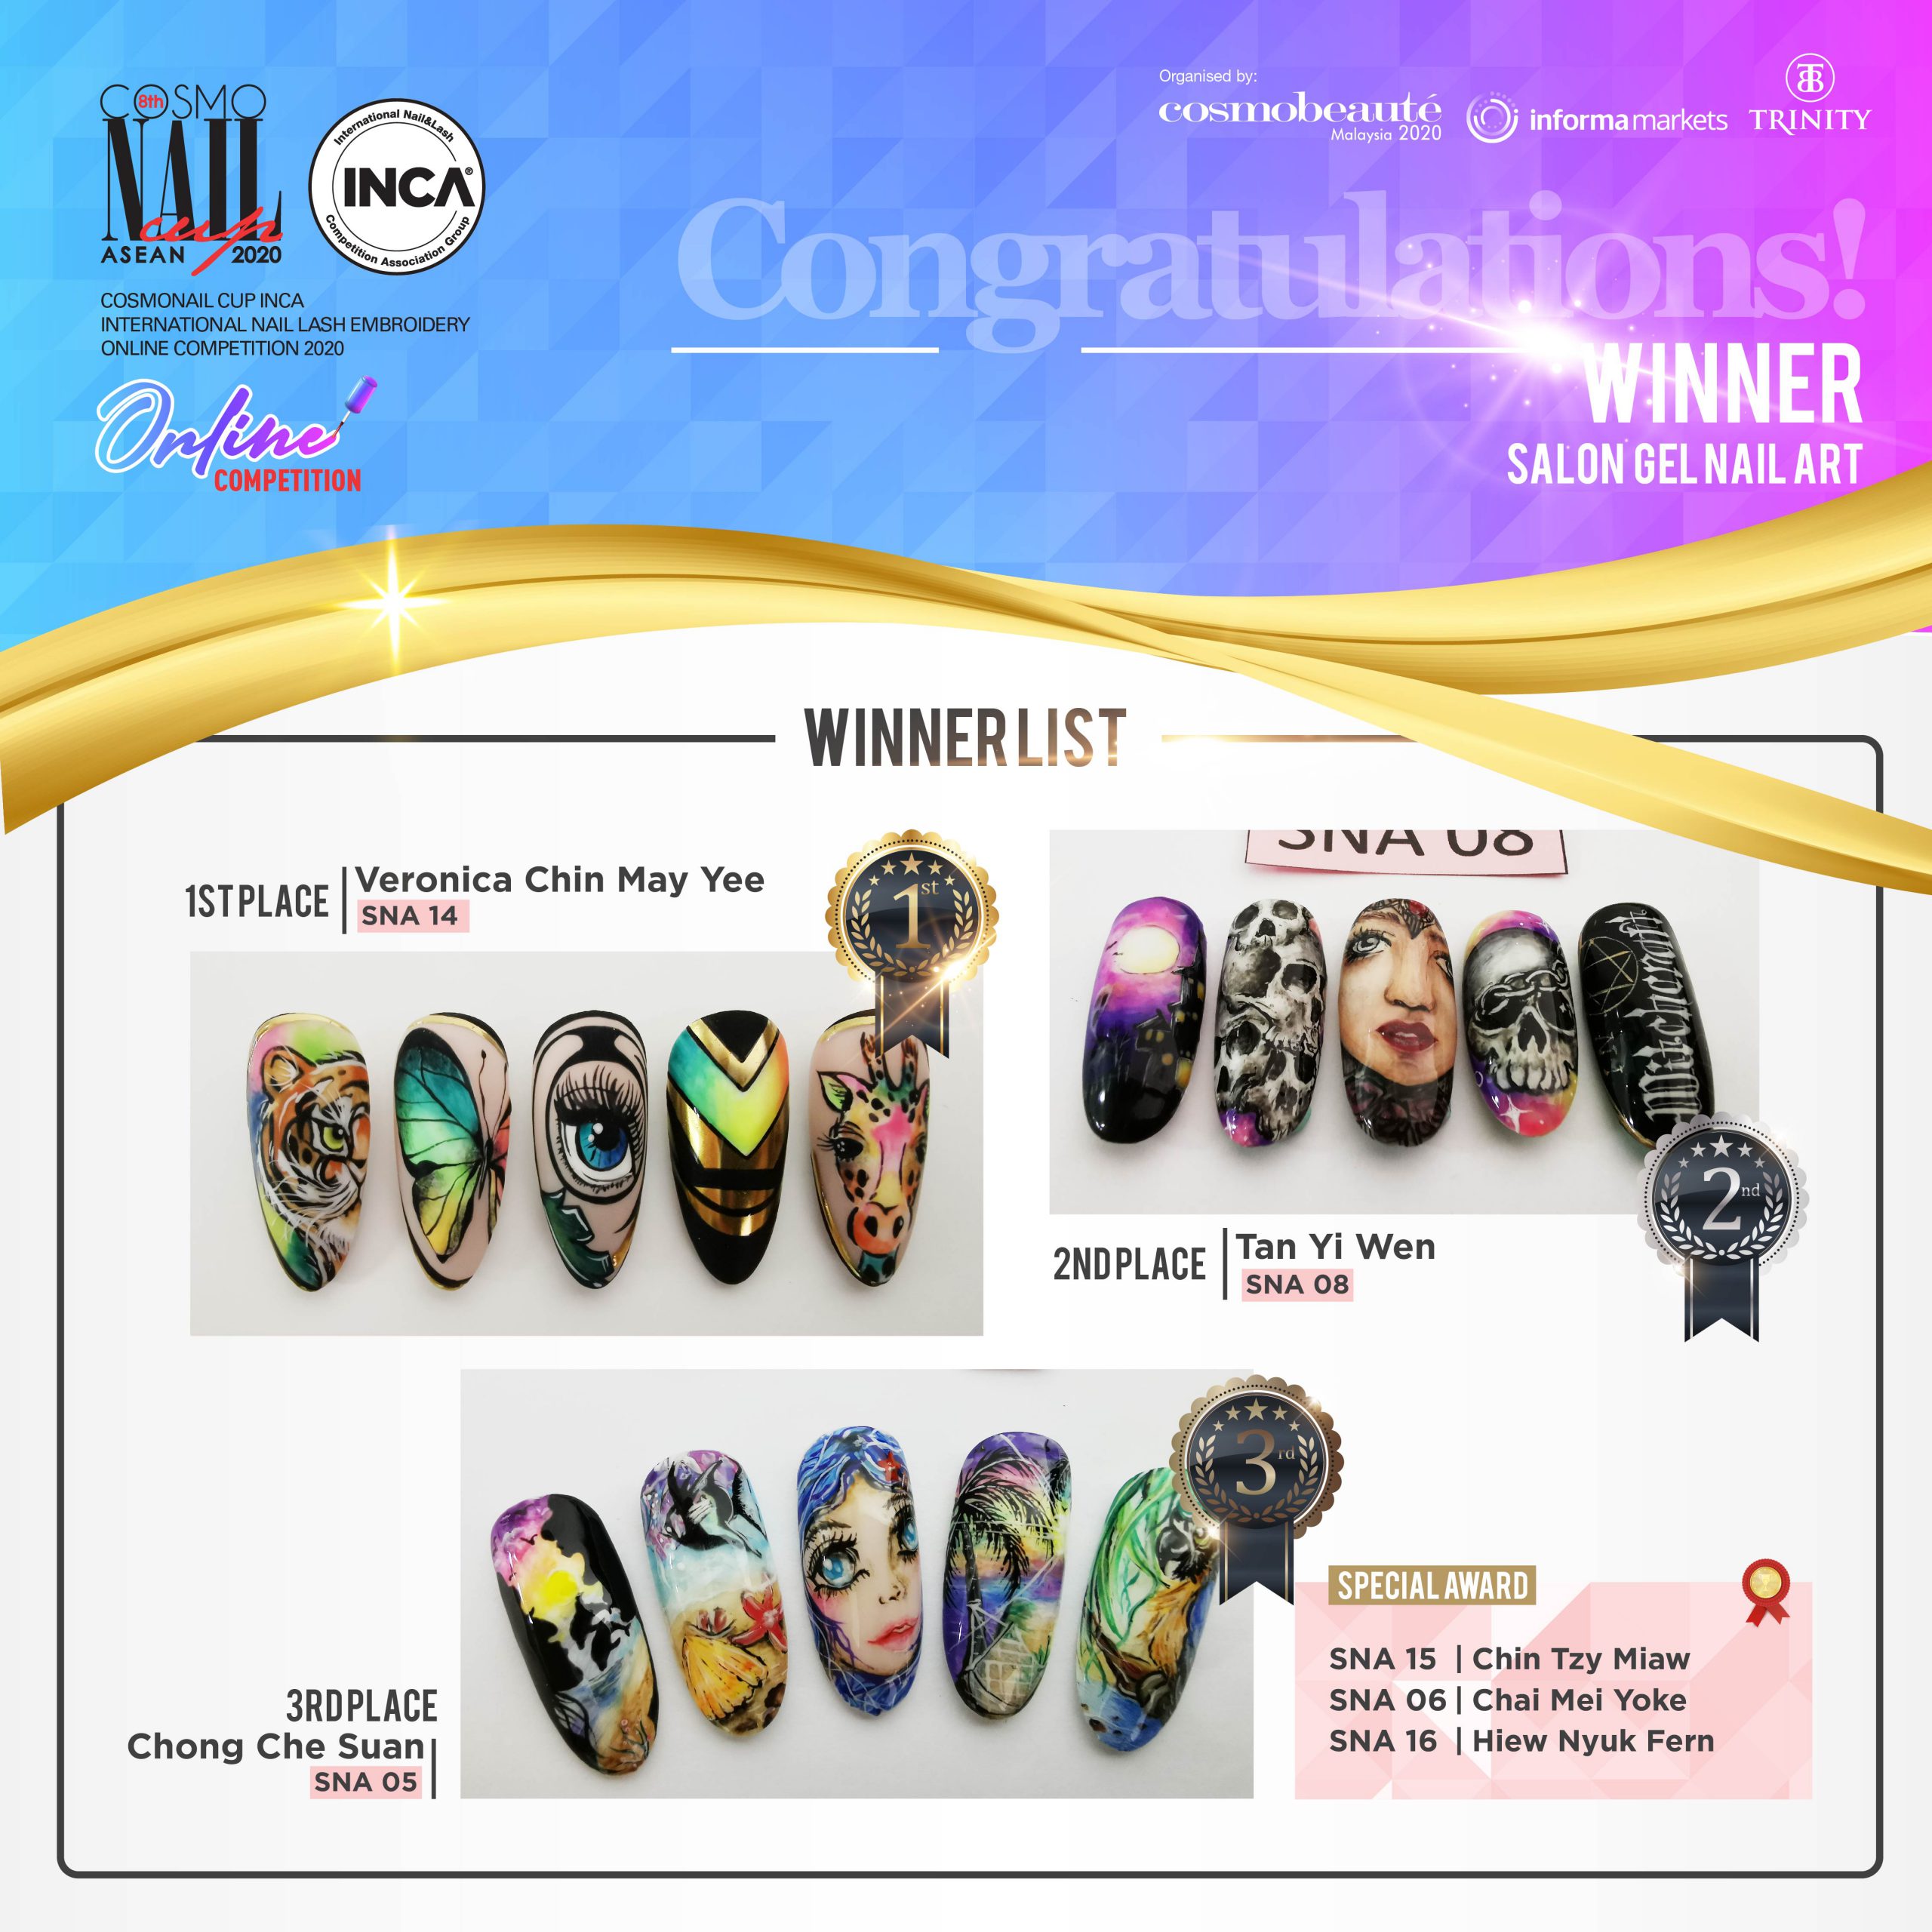 COSMO
8th
NAIL
cup
ASEAN 2020
International Nail&Lash
INCA®
Competition Association Group
COSMONAIL CUP INCA
INTERNATIONAL NAIL LASH EMBROIDERY
ONLINE COMPETITION 2020
Online
COMPETITION
Organised by:
cosmobeauté
Malaysia 2020
informa markets
TRINITY
Congratulations!
WINNER
SALON GEL NAIL ART
WINNER LIST
1ST PLACE
Veronica Chin May Yee
SNA 14
1st
SNA 08
Witchcraft
2nd
2ND PLACE
Tan Yi Wen
SNA 08
3rd
3RD PLACE
Chong Che Suan
SNA 05
SPECIAL AWARD
SNA 15 | Chin Tzy Miaw
SNA 06 | Chai Mei Yoke
SNA 16 | Hiew Nyuk Fern